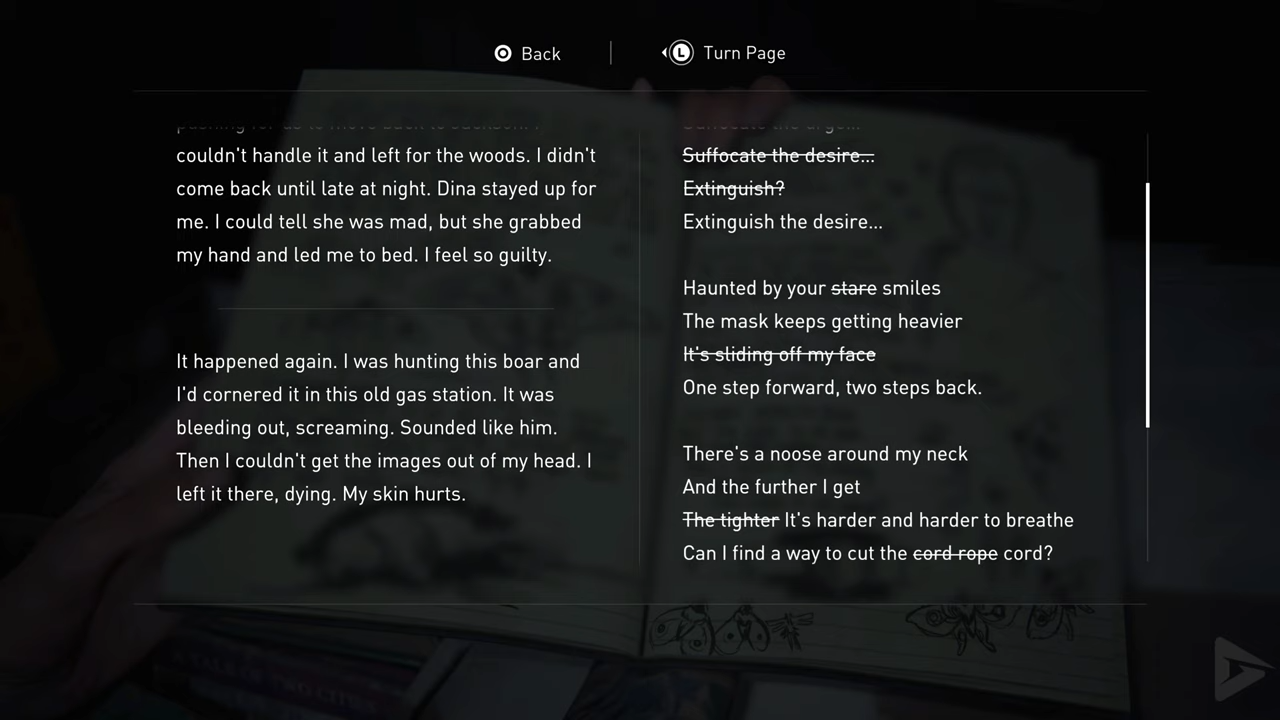 Back
Turn Page
couldn't handle it and left for the woods. I didn't
come back until late at night. Dina stayed up for
me. I could tell she was mad, but she grabbed
my hand and led me to bed. I feel so guilty.
It happened again. I was hunting this boar and
I'd cornered it in this old gas station. It was
bleeding out, screaming. Sounded like him.
Then I couldn't get the images out of my head. I
left it there, dying. My skin hurts.
Suffocate the desire...
Extinguish?
Extinguish the desire...
Haunted by your stare smiles
The mask keeps getting heavier
It's sliding off my face
One step forward, two steps back.
There's a noose around my neck
And the further I get
The tighter It's harder and harder to breathe
Can I find a way to cut the cord rope cord?